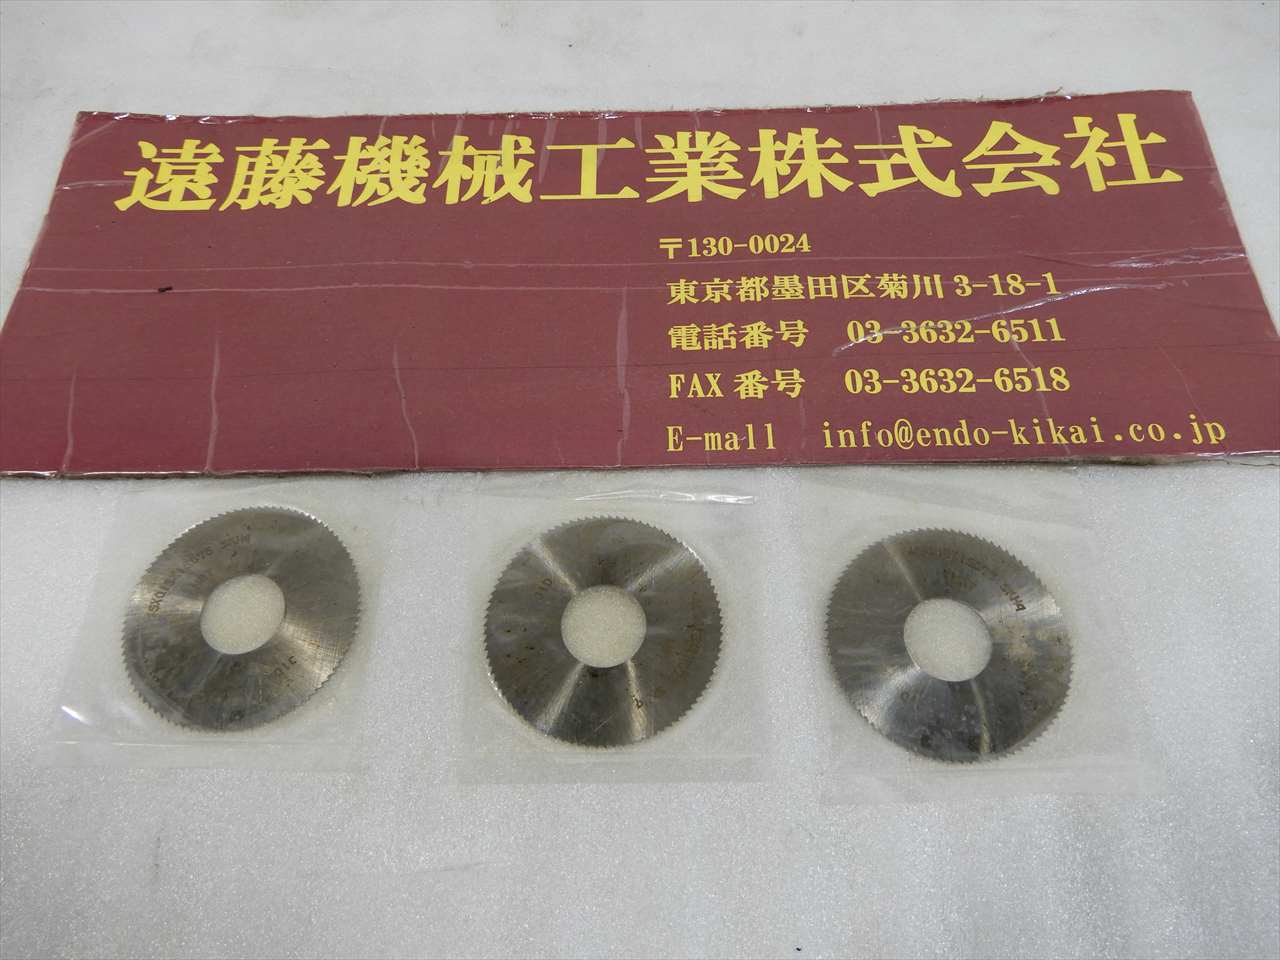 遠藤機械工業株式会社
〒130-0024
東京都墨田区菊川 3-18-1
電話番号 03-3632-6511
FAX 番号 03-3632-6518
E-mall info@endo-kikai.co.jp